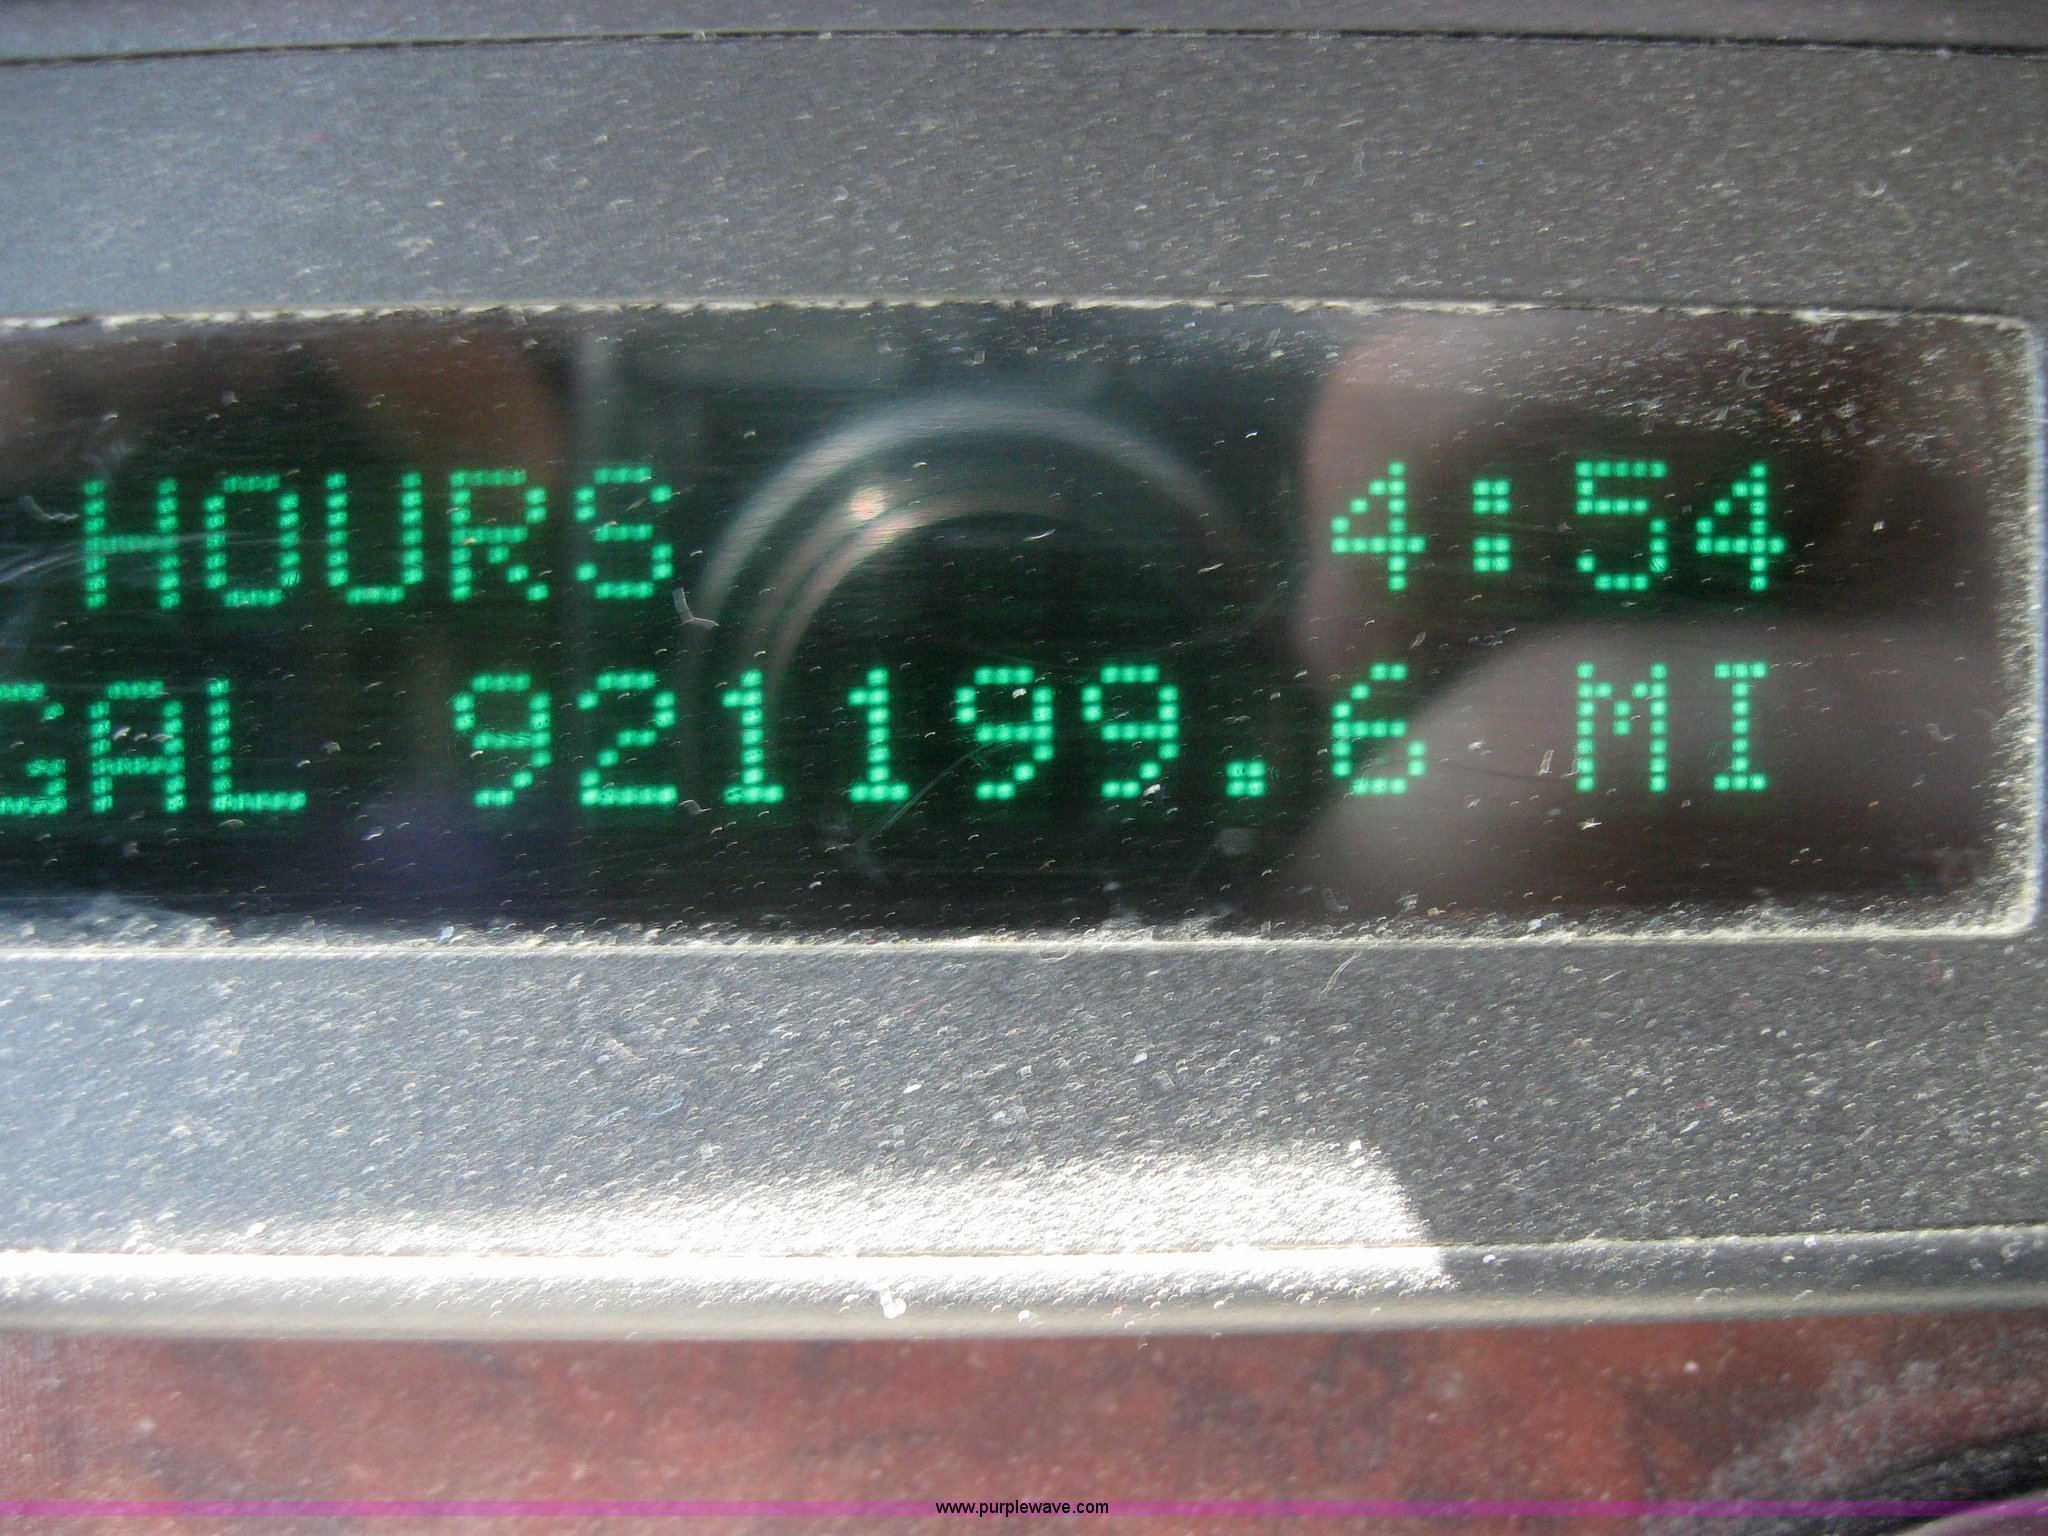 HOURS 4:54
GAL 921199.6 MI
www.purplewave.com